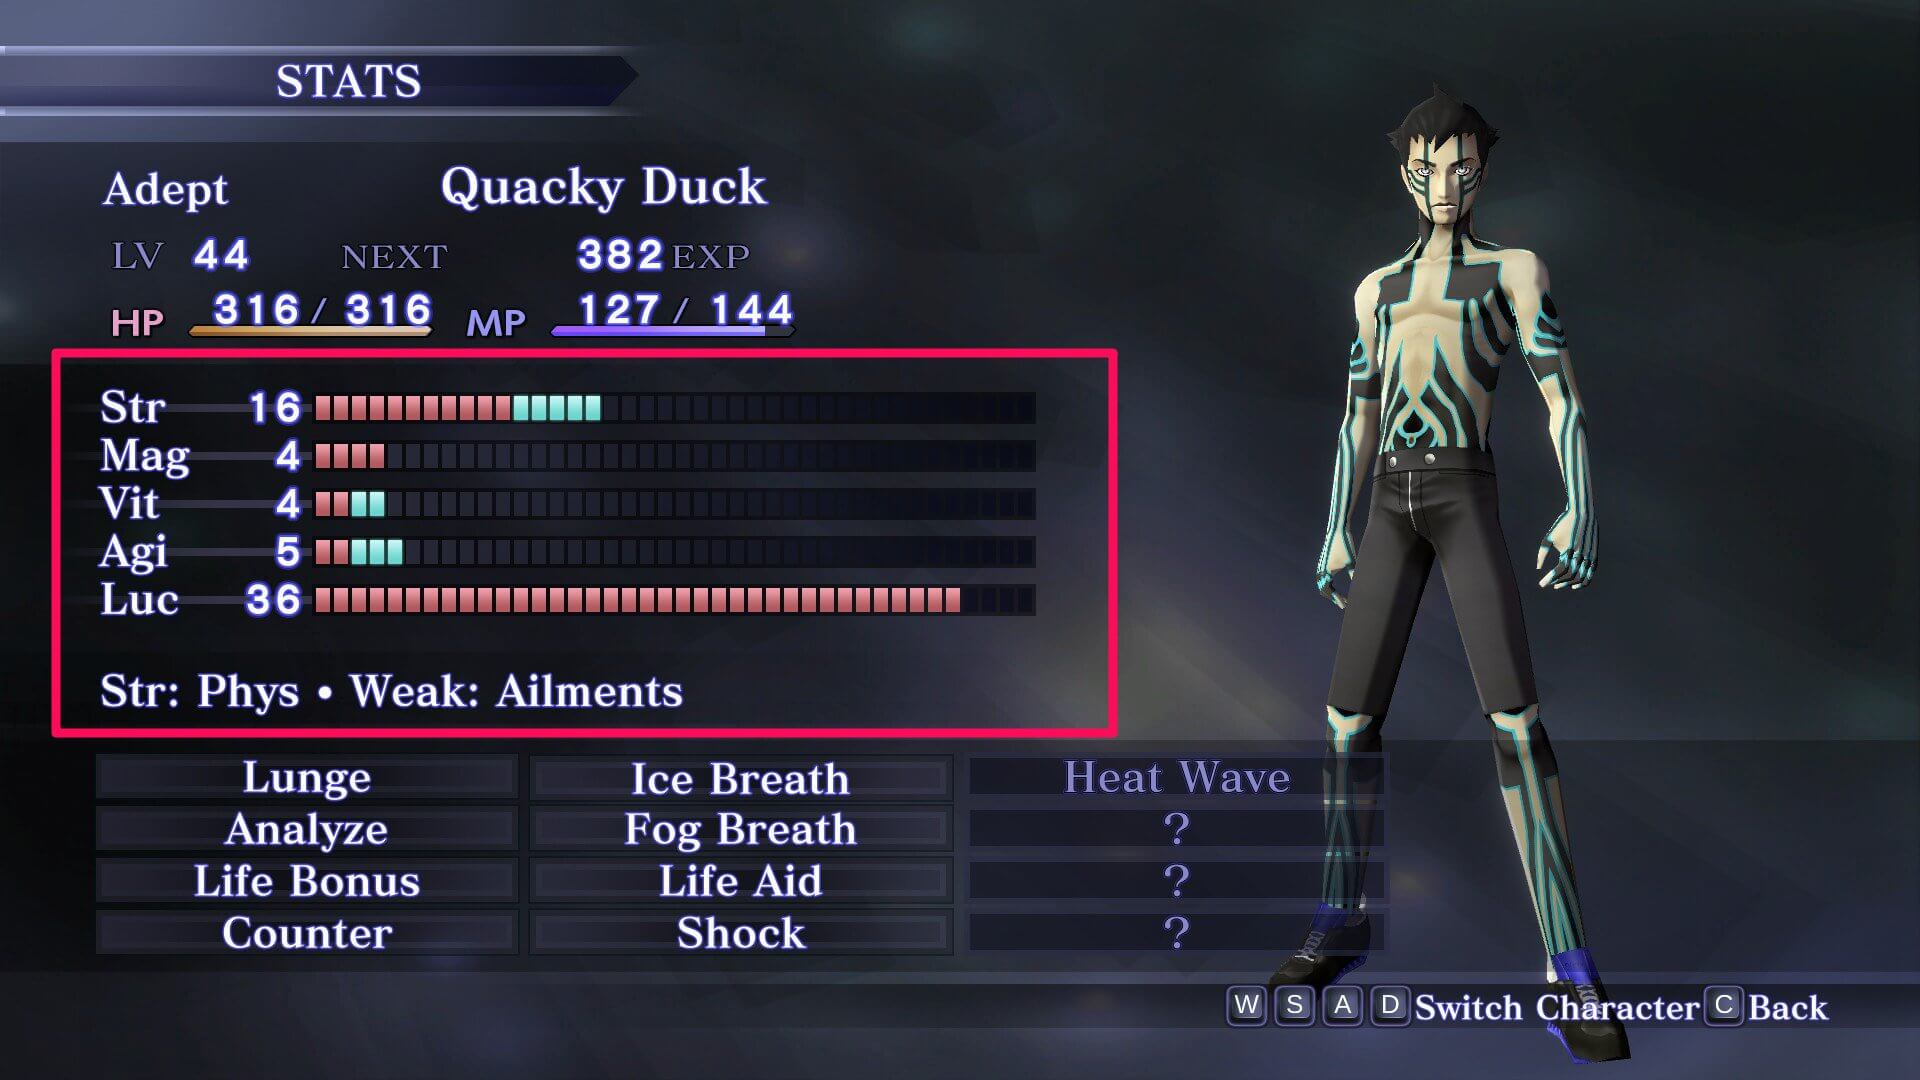 STATS
Adept Quacky Duck
LV 44 NEXT 382 EXP
HP 316 / 316 MP 127 / 144
Str 16
Mag 4
Vit 4
Agi 5
Luc 36
Str: Phys • Weak: Ailments
Lunge Ice Breath Heat Wave
Analyze Fog Breath ?
Life Bonus Life Aid ?
Counter Shock ?
W S A D Switch Character C Back